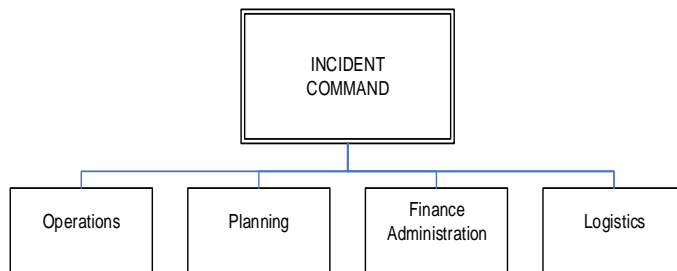 INCIDENT
COMMAND
Operations
Planning
Finance
Administration
Logistics